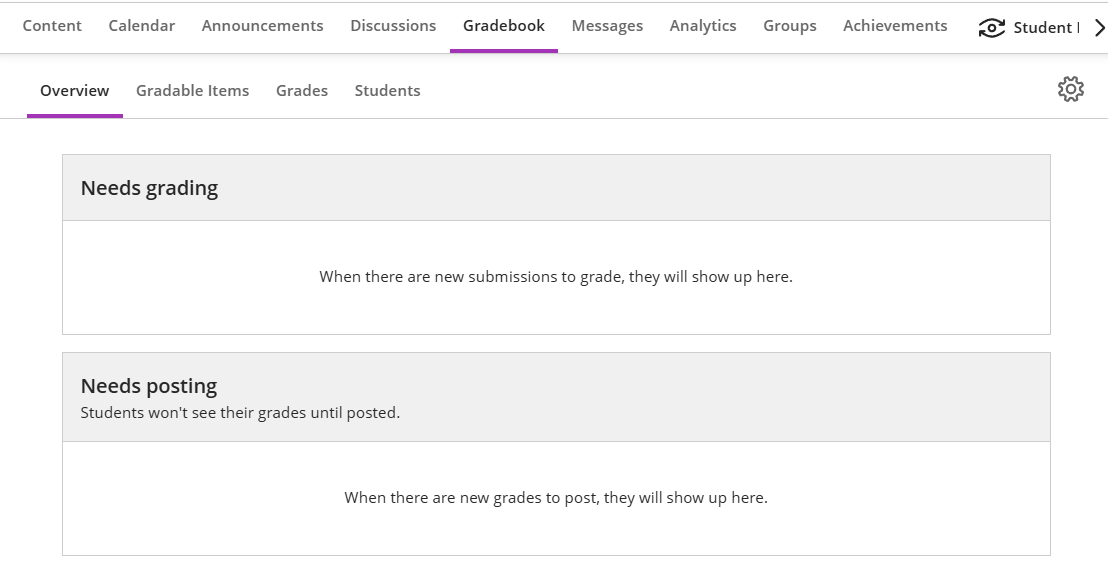 Content Calendar Announcements Discussions Gradebook Messages Analytics Groups Achievements Student
Overview Gradable Items Grades Students
Needs grading
When there are new submissions to grade, they will show up here.
Needs posting
Students won't see their grades until posted.
When there are new grades to post, they will show up here.